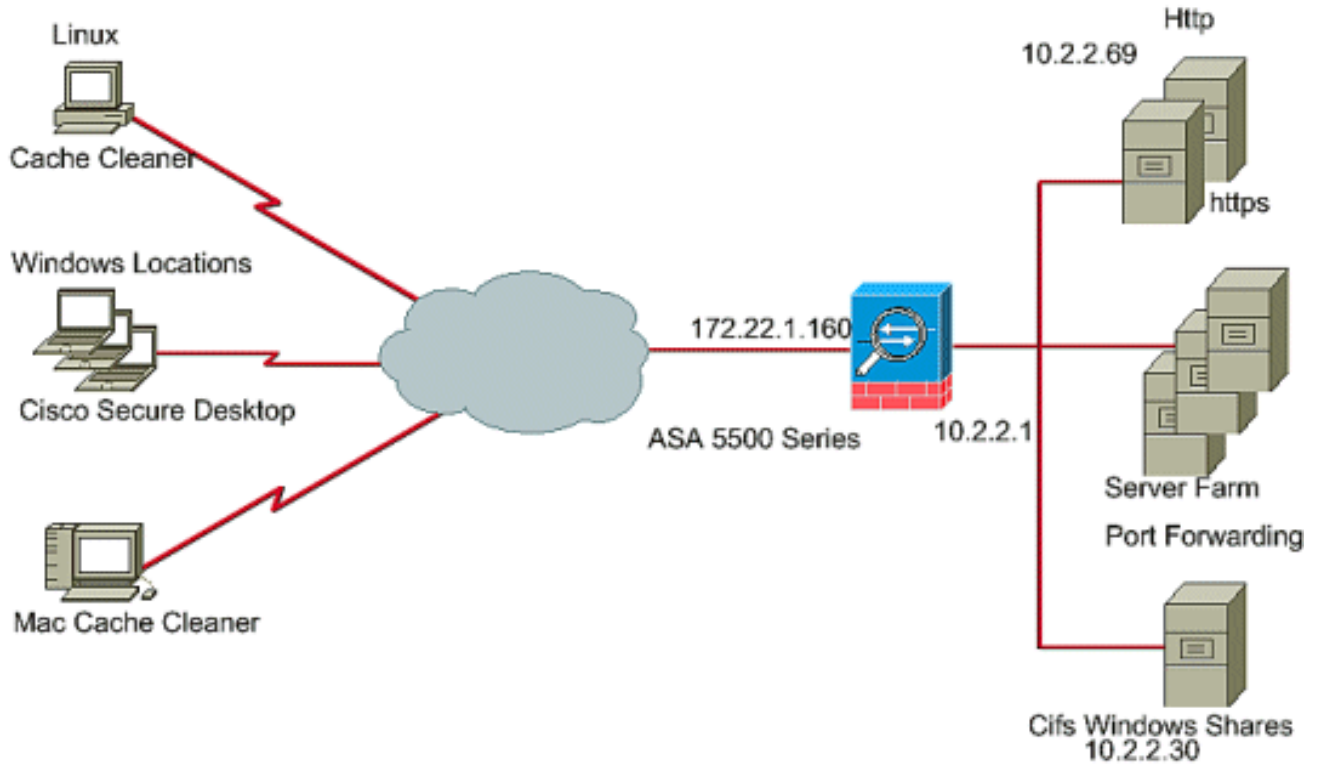 Linux
Cache Cleaner
Windows Locations
Cisco Secure Desktop
Mac Cache Cleaner
172.22.1.160
ASA 5500 Series
10.2.2.1
Http
10.2.2.69
https
Server Farm
Port Forwarding
Cifs Windows Shares
10.2.2.30